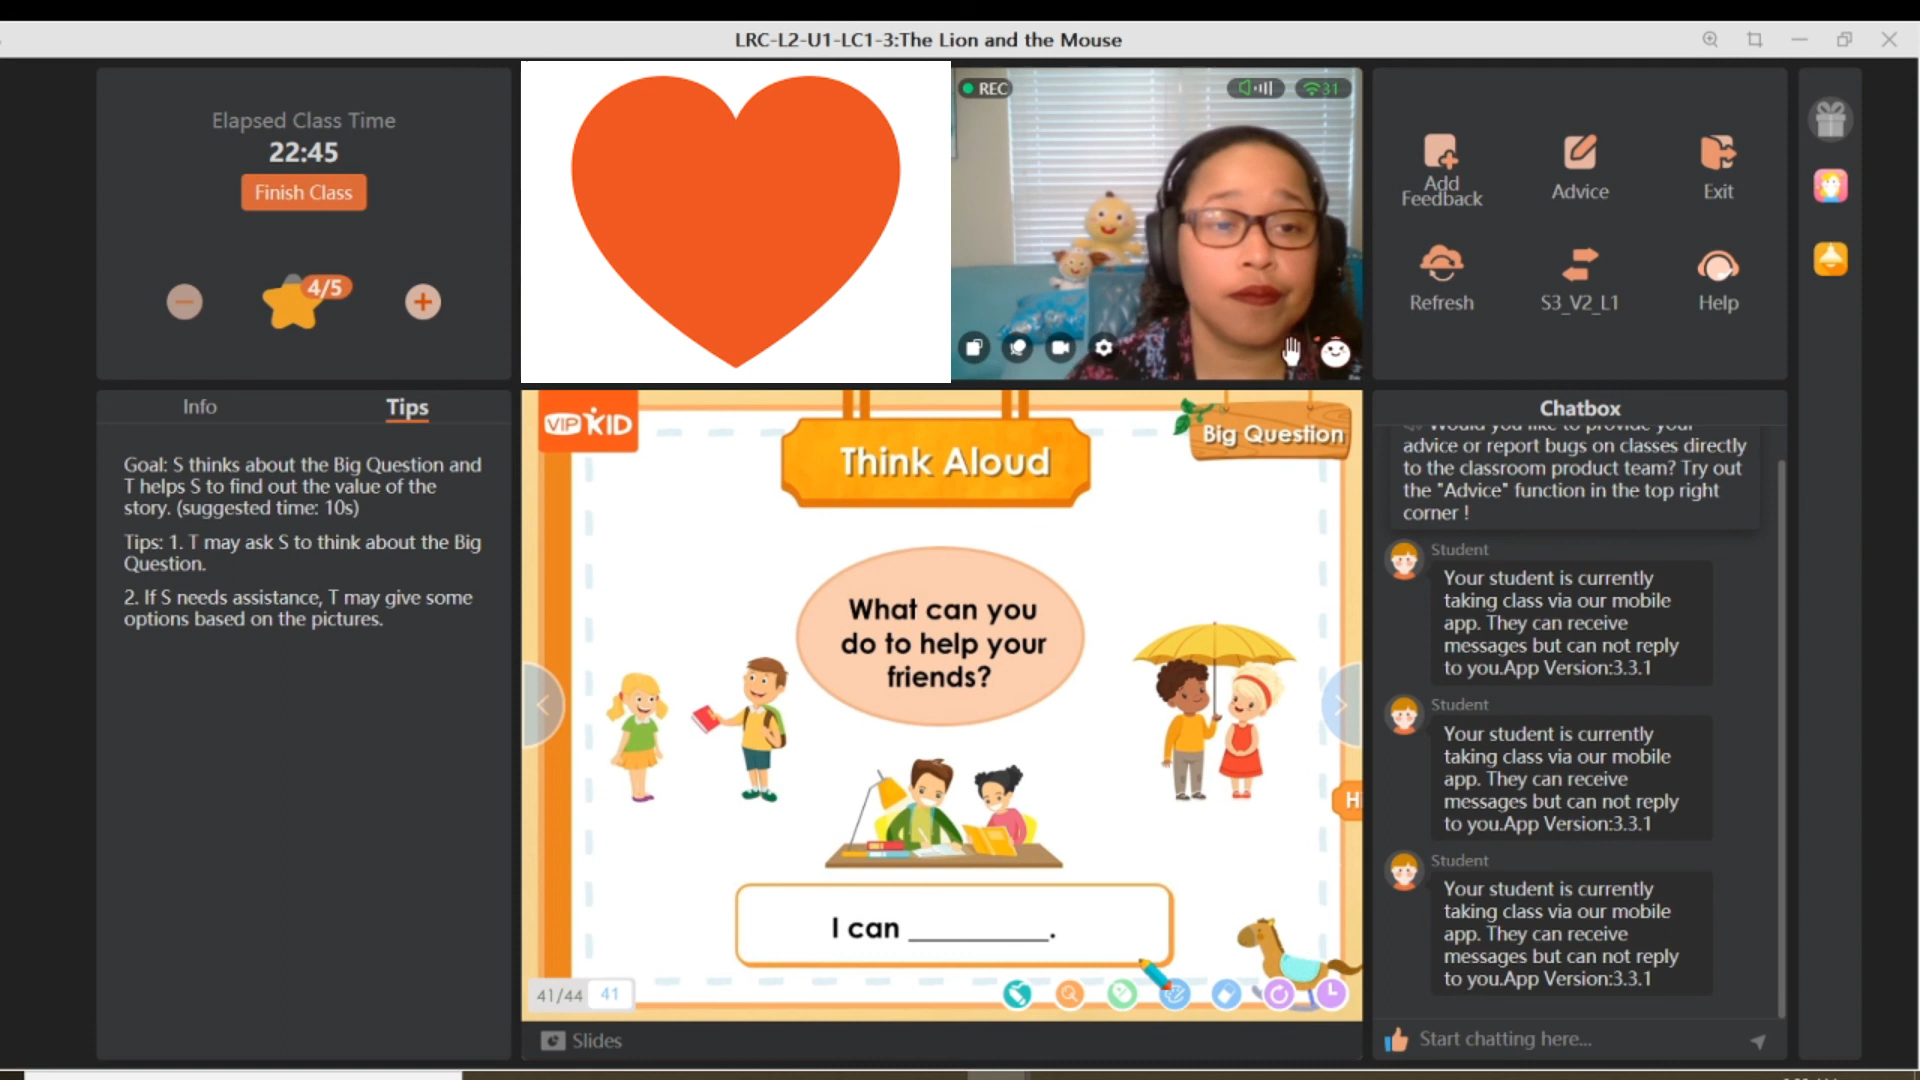 LRC-L2-U1-LC1-3:The Lion and the Mouse
Elapsed Class Time
22:45
Finish Class
4/5
REC
31
Add
Feedback
Advice
Exit
Refresh
S3_V2_L1
Help
Info
Tips
Goal: S thinks about the Big Question and
T helps S to find out the value of the
story. (suggested time: 10s)
Tips: 1. T may ask S to think about the Big
Question.
2. If S needs assistance, T may give some
options based on the pictures.
VIPKID
Think Aloud
Big Question
What can you
do to help your
friends?
I can __________.
41/44
41
Slides
Chatbox
Would you like to provide your
advice or report bugs on classes directly
to the classroom product team? Try out
the "Advice" function in the top right
corner !
Student
Your student is currently
taking class via our mobile
app. They can receive
messages but can not reply
to you.App Version:3.3.1
Student
Your student is currently
taking class via our mobile
app. They can receive
messages but can not reply
to you.App Version:3.3.1
Student
Your student is currently
taking class via our mobile
app. They can receive
messages but can not reply
to you.App Version:3.3.1
Start chatting here...